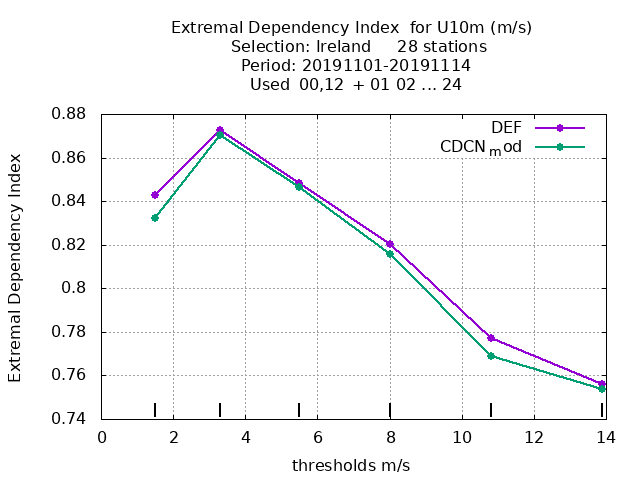 Extremal Dependency Index for U10m (m/s)
Selection: Ireland 28 stations
Period: 20191101-20191114
Used 00,12 + 01 02 ... 24
DEF
CDCNmod
Extremal Dependency Index
0.88
0.86
0.84
0.82
0.8
0.78
0.76
0.74
0 2 4 6 8 10 12 14
thresholds m/s